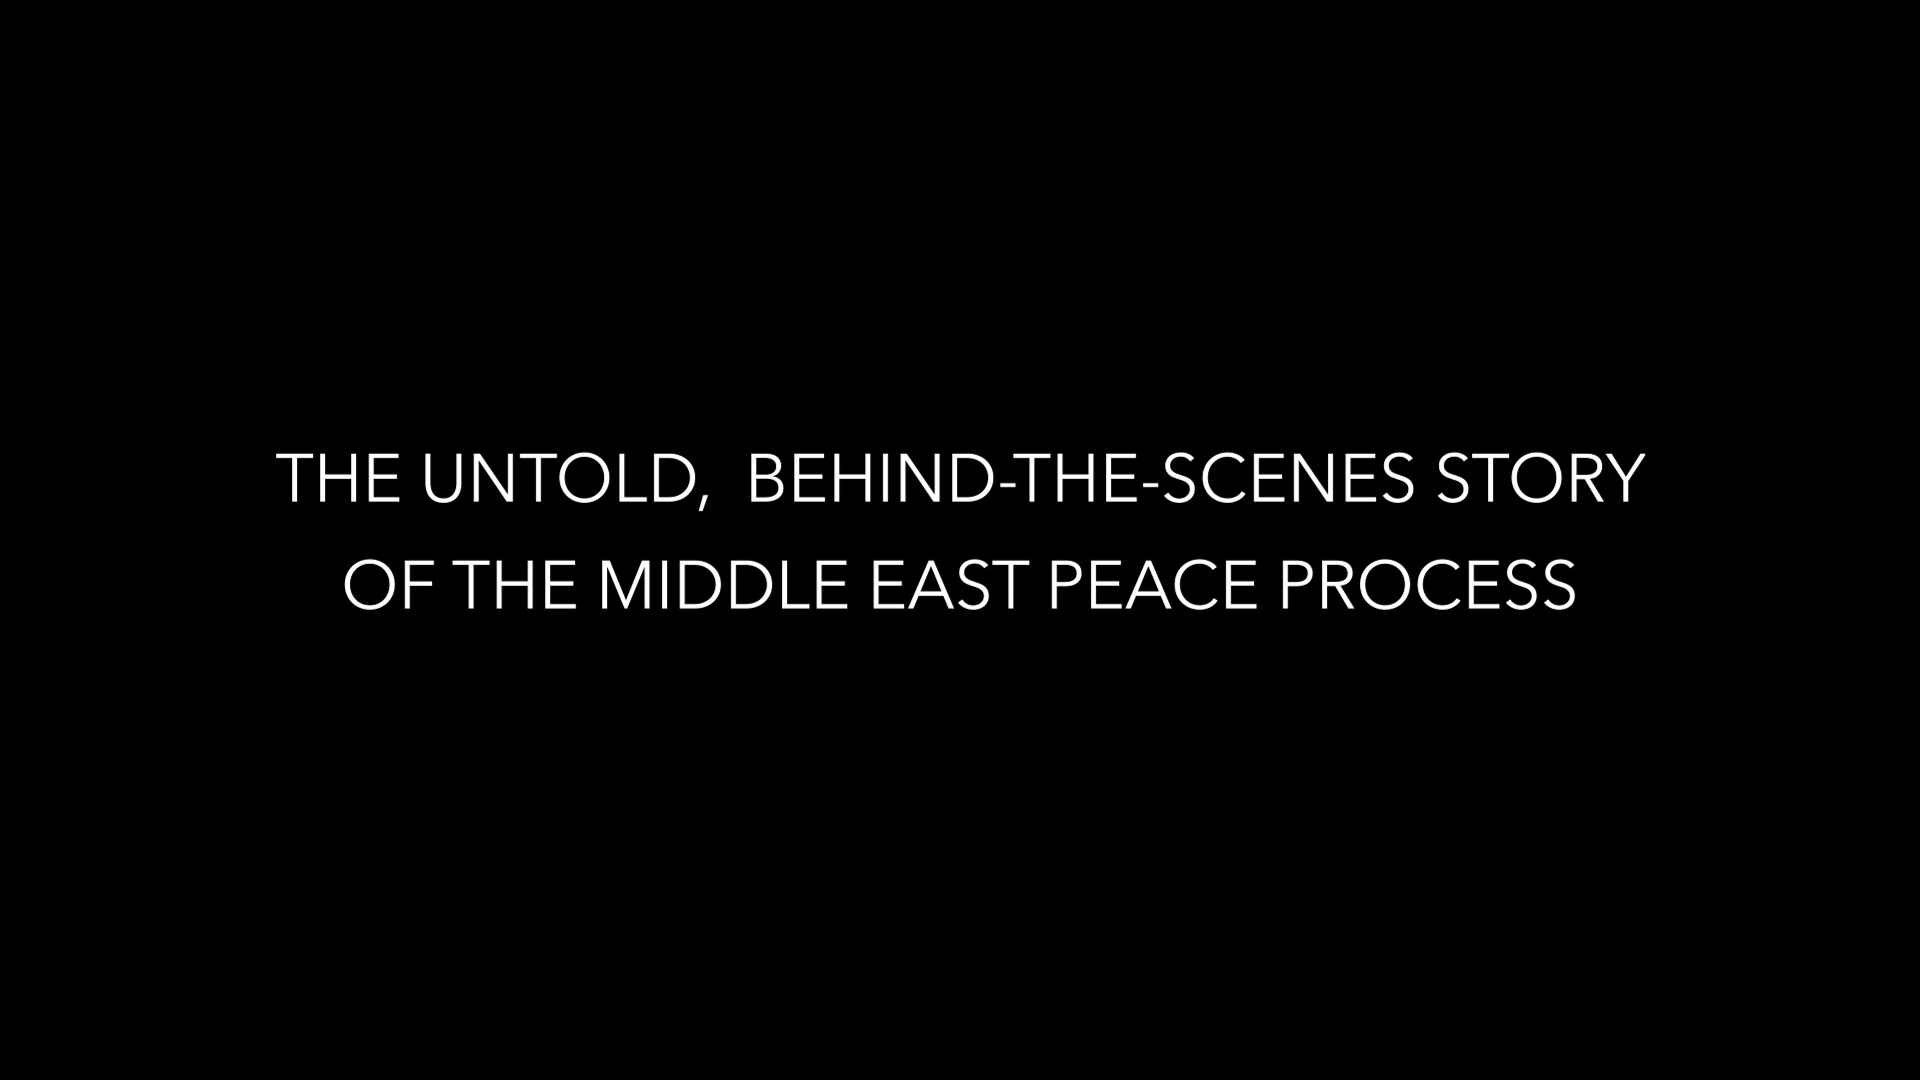 THE UNTOLD,  BEHIND-THE-SCENES STORY
OF THE MIDDLE EAST PEACE PROCESS